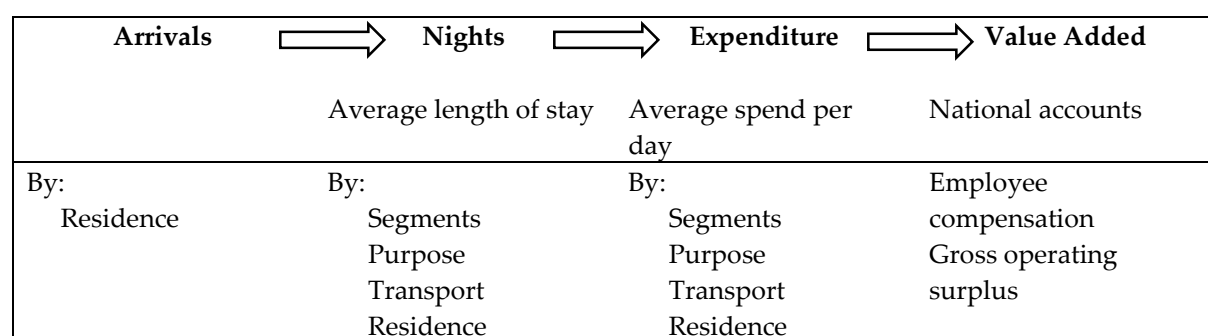 Arrivals Nights Expenditure Value Added
Average length of stay Average spend per day National accounts
By: By: By: Employee compensation
Residence Segments Segments Gross operating surplus
Purpose Purpose
Transport Transport
Residence Residence